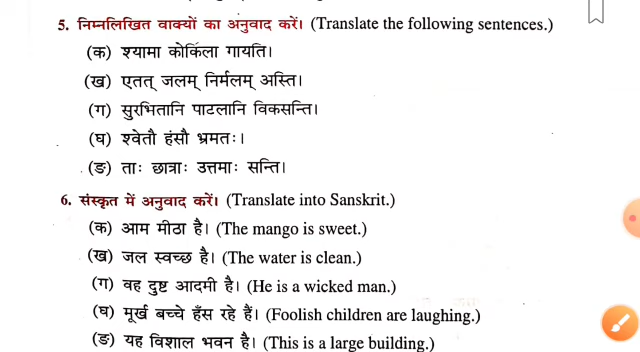 5. निम्नलिखित वाक्यों का अनुवाद करें। (Translate the following sentences.)
(क) श्यामा कोकिला गायति।
(ख) एतत् जलम् निर्मलम् अस्ति।
(ग) सुरभितानि पाटलानि विकसन्ति।
(घ) श्वेतौ हंसौ भ्रमतः।
(ङ) ताः छात्राः उत्तमाः सन्ति।
6. संस्कृत में अनुवाद करें। (Translate into Sanskrit.)
(क) आम मीठा है। (The mango is sweet.)
(ख) जल स्वच्छ है। (The water is clean.)
(ग) वह दुष्ट आदमी है। (He is a wicked man.)
(घ) मूर्ख बच्चे हँस रहे हैं। (Foolish children are laughing.)
(ङ) यह विशाल भवन है। (This is a large building.)